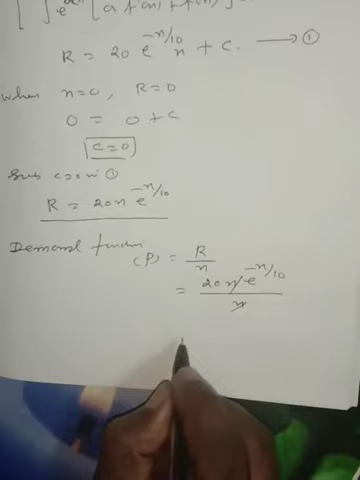 ∫ e^ax [a f(x) + f'(x)]
R = 20 e^-x/10 x + C. ⟶ ①
when x=0, R=0
0 = 0 + C
C=0
Sub C=0 in ①
R = 20x e^-x/10
Demand function
(P) = R/x
= 20x e^-x/10 / x